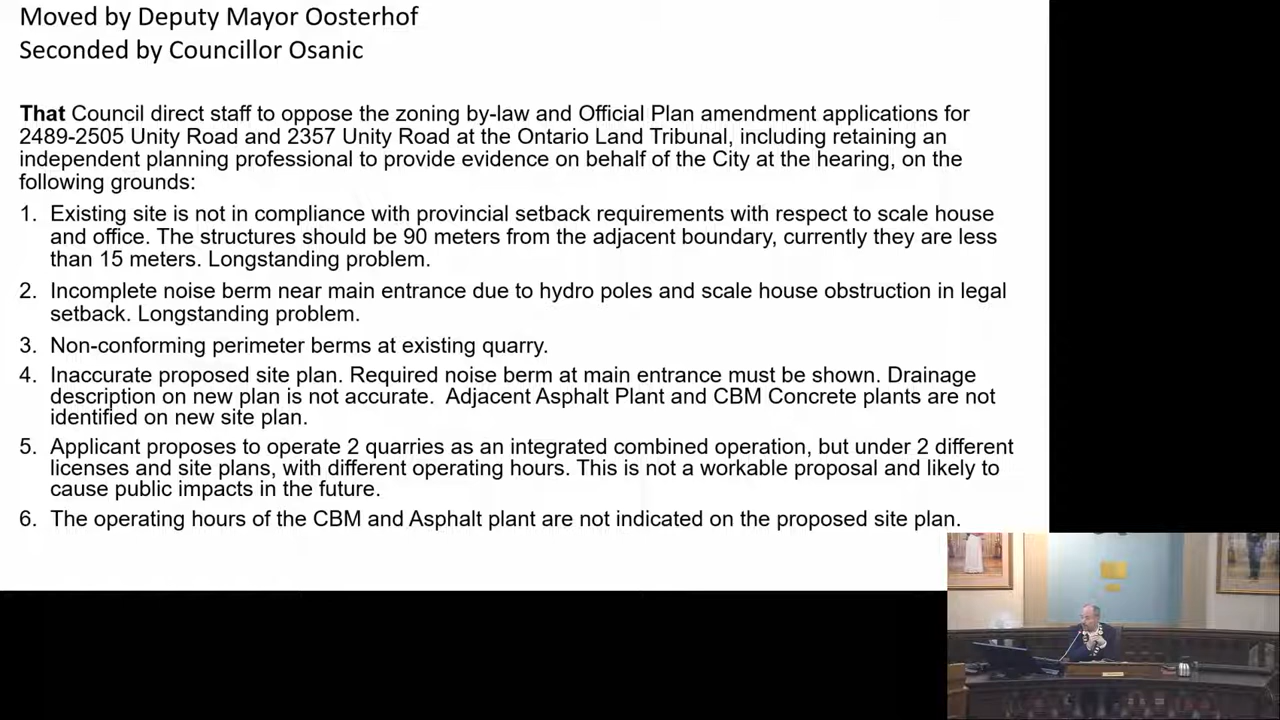 Moved by Deputy Mayor Oosterhof
Seconded by Councillor Osanic
That Council direct staff to oppose the zoning by-law and Official Plan amendment applications for
2489-2505 Unity Road and 2357 Unity Road at the Ontario Land Tribunal, including retaining an
independent planning professional to provide evidence on behalf of the City at the hearing, on the
following grounds:
1. Existing site is not in compliance with provincial setback requirements with respect to scale house
and office. The structures should be 90 meters from the adjacent boundary, currently they are less
than 15 meters. Longstanding problem.
2. Incomplete noise berm near main entrance due to hydro poles and scale house obstruction in legal
setback. Longstanding problem.
3. Non-conforming perimeter berms at existing quarry.
4. Inaccurate proposed site plan. Required noise berm at main entrance must be shown. Drainage
description on new plan is not accurate. Adjacent Asphalt Plant and CBM Concrete plants are not
identified on new site plan.
5. Applicant proposes to operate 2 quarries as an integrated combined operation, but under 2 different
licenses and site plans, with different operating hours. This is not a workable proposal and likely to
cause public impacts in the future.
6. The operating hours of the CBM and Asphalt plant are not indicated on the proposed site plan.